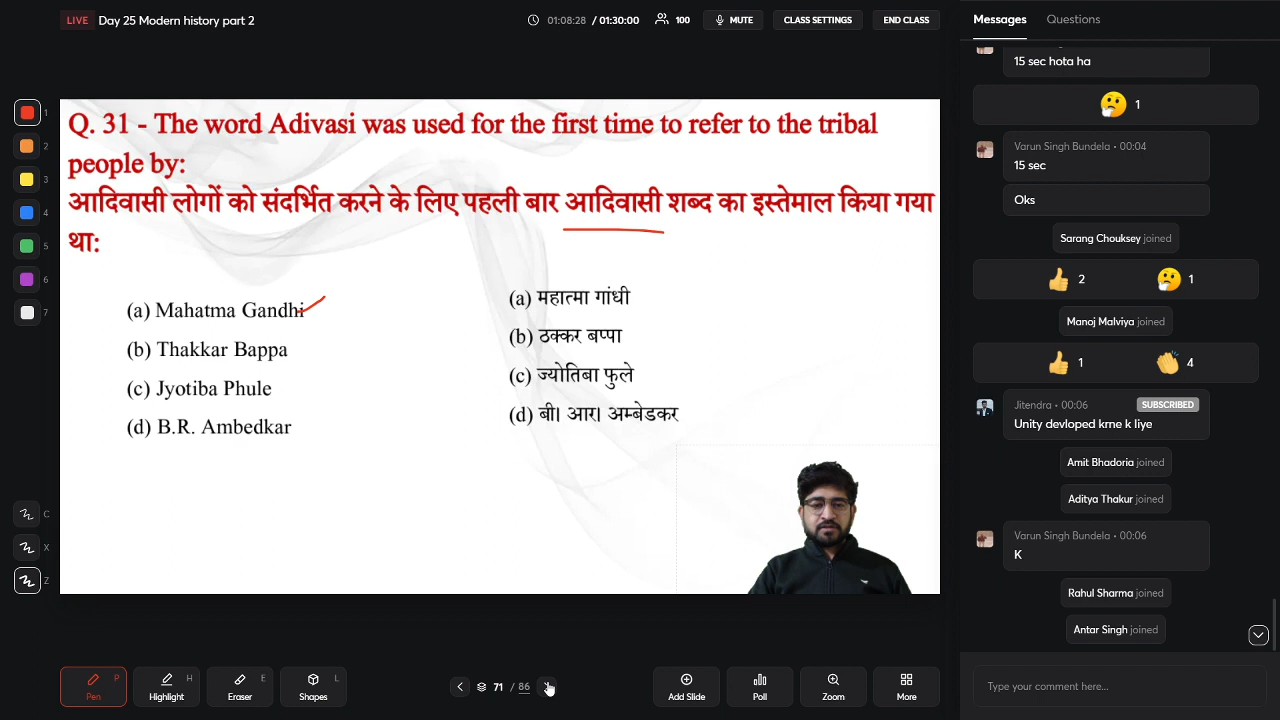 LIVE Day 25 Modern history part 2
01:08:28 / 01:30:00
100
MUTE
CLASS SETTINGS
END CLASS
1
2
3
4
5
6
7
C
X
Z
Q. 31 - The word Adivasi was used for the first time to refer to the tribal
people by:
आदिवासी लोगों को संदर्भित करने के लिए पहली बार आदिवासी शब्द का इस्तेमाल किया गया
था:
(a) Mahatma Gandhi
(b) Thakkar Bappa
(c) Jyotiba Phule
(d) B.R. Ambedkar
(a) महात्मा गांधी
(b) ठक्कर बप्पा
(c) ज्योतिबा फुले
(d) बी। आर। अम्बेडकर
Pen P
Highlight H
Eraser E
Shapes L
71 / 86
Add Slide
Poll
Zoom
More
Messages Questions
15 sec hota ha
1
Varun Singh Bundela • 00:04
15 sec
Oks
Sarang Chouksey joined
2 1
Manoj Malviya joined
1 4
Jitendra • 00:06 SUBSCRIBED
Unity devloped krne k liye
Amit Bhadoria joined
Aditya Thakur joined
Varun Singh Bundela • 00:06
K
Rahul Sharma joined
Antar Singh joined
Type your comment here...